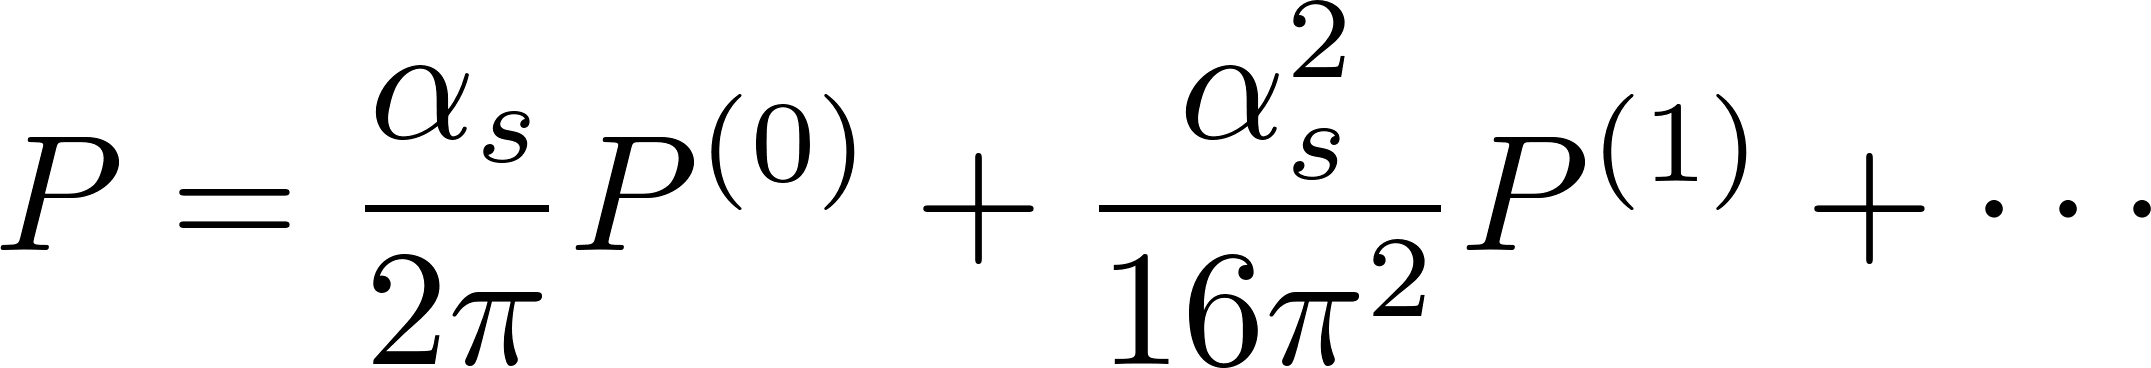 $P = \frac{\alpha_s}{2\pi} P^{(0)} + \frac{\alpha_s^2}{16\pi^2} P^{(1)} + \cdots$